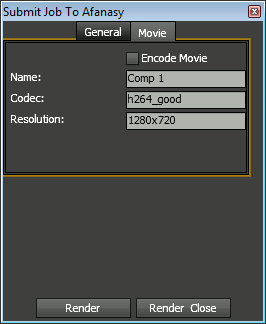 Submit Job To Afanasy
General Movie
Encode Movie
Name: Comp 1
Codec: h264_good
Resolution: 1280x720
Render Render Close